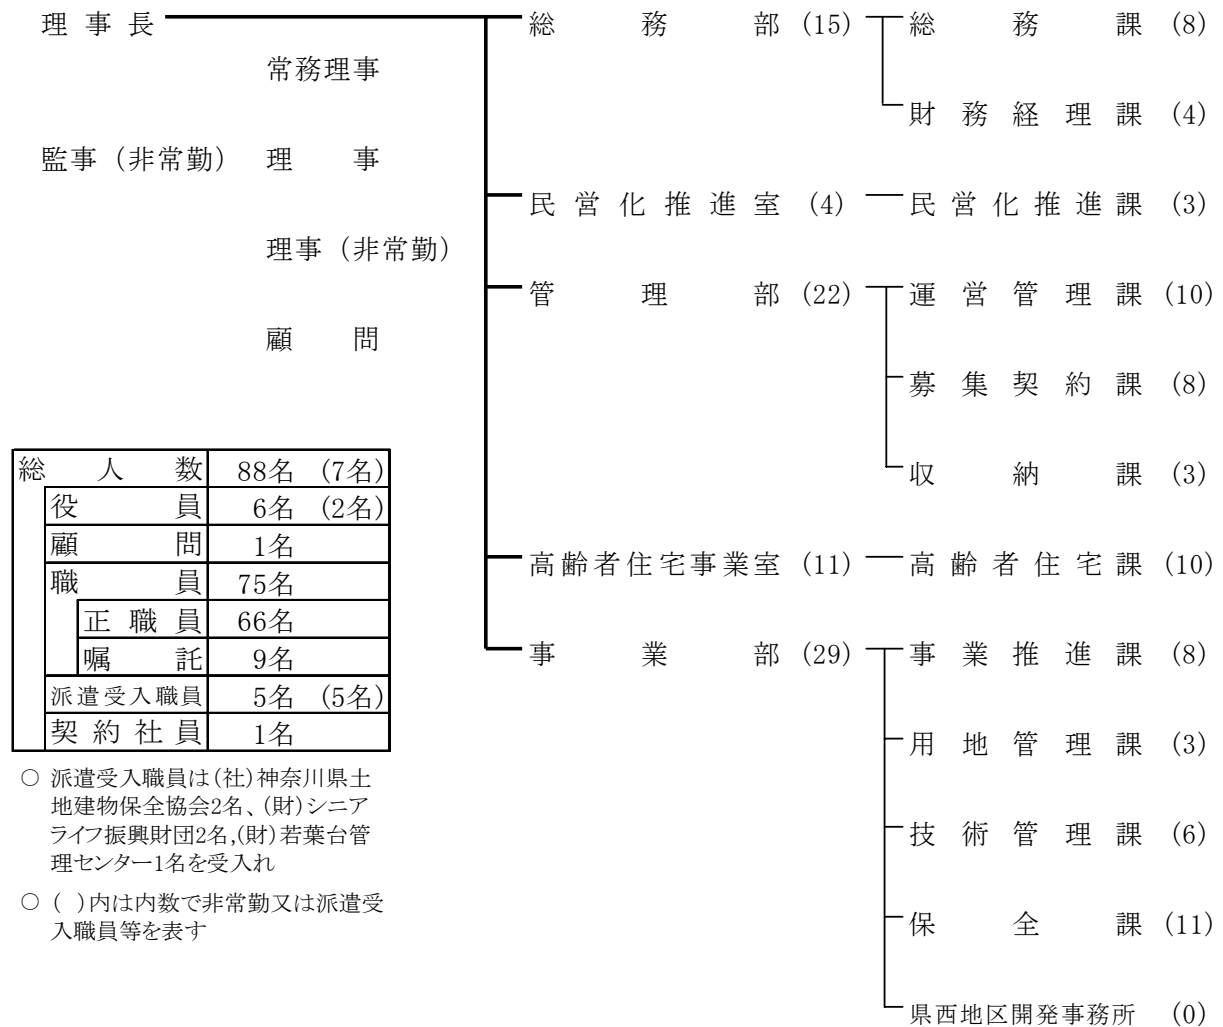 理事長
常務理事
監事（非常勤） 理事
理事（非常勤）
顧問
総務部 (15)
総務課 (8)
財務経理課 (4)
民営化推進室 (4)
民営化推進課 (3)
管理部 (22)
運営管理課 (10)
募集契約課 (8)
収納課 (3)
高齢者住宅事業室 (11)
高齢者住宅課 (10)
事業部 (29)
事業推進課 (8)
用地管理課 (3)
技術管理課 (6)
保全課 (11)
県西地区開発事務所 (0)
総人数 88名 (7名)
役員 6名 (2名)
顧問 1名
職員 75名
正職員 66名
嘱託 9名
派遣受入職員 5名 (5名)
契約社員 1名
○ 派遣受入職員は(社)神奈川県土
地建物保全協会2名、(財)シニア
ライフ振興財団2名,(財)若葉台管
理センター1名を受入れ
○ ( )内は内数で非常勤又は派遣受
入職員等を表す